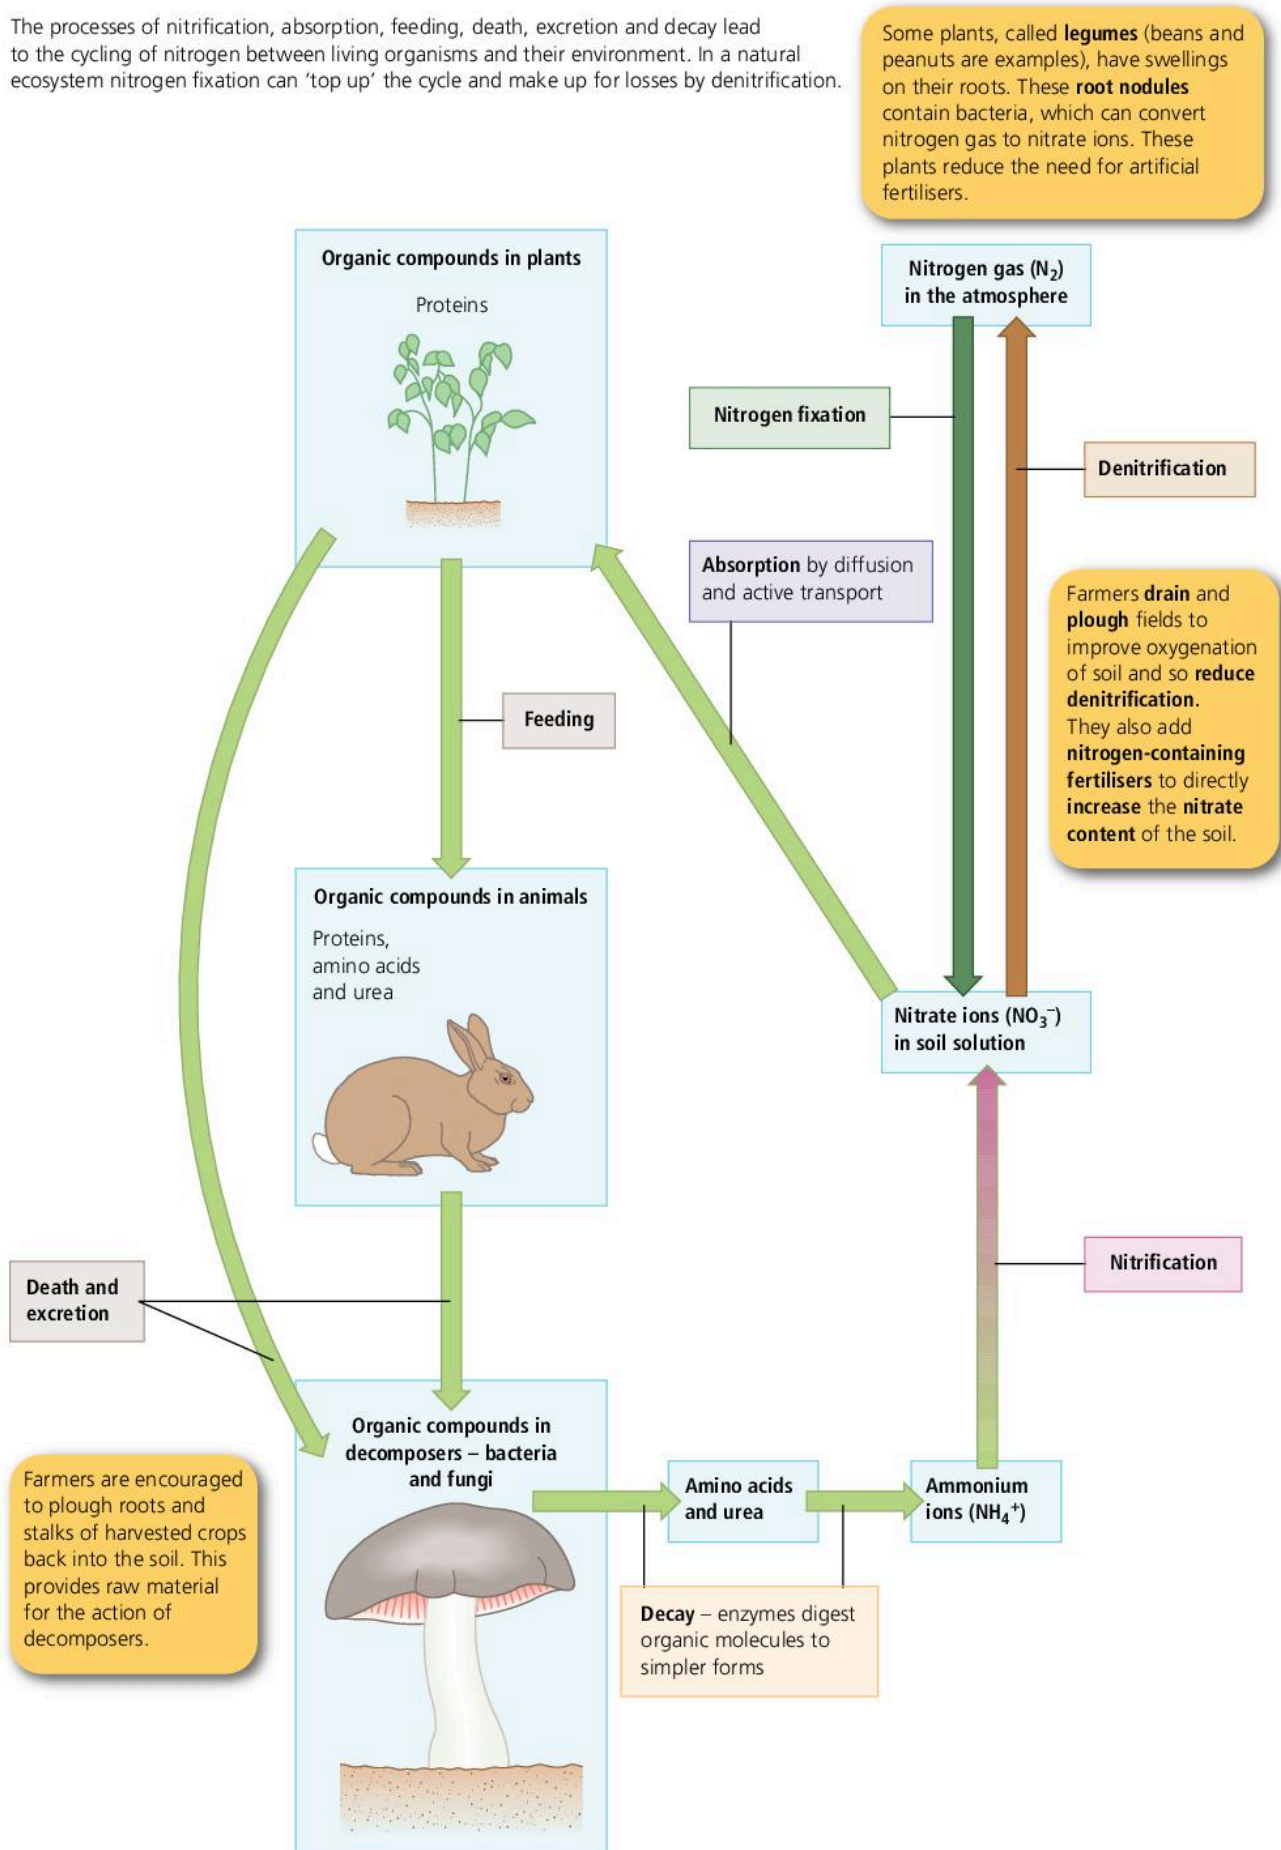 The processes of nitrification, absorption, feeding, death, excretion and decay lead
to the cycling of nitrogen between living organisms and their environment. In a natural
ecosystem nitrogen fixation can ‘top up’ the cycle and make up for losses by denitrification.
Some plants, called legumes (beans and
peanuts are examples), have swellings
on their roots. These root nodules
contain bacteria, which can convert
nitrogen gas to nitrate ions. These
plants reduce the need for artificial
fertilisers.
Organic compounds in plants
Proteins
Nitrogen gas (N₂)
in the atmosphere
Nitrogen fixation
Denitrification
Absorption by diffusion
and active transport
Farmers drain and
plough fields to
improve oxygenation
of soil and so reduce
denitrification.
They also add
nitrogen-containing
fertilisers to directly
increase the nitrate
content of the soil.
Feeding
Organic compounds in animals
Proteins,
amino acids
and urea
Nitrate ions (NO₃⁻)
in soil solution
Nitrification
Death and
excretion
Organic compounds in
decomposers – bacteria
and fungi
Amino acids
and urea
Ammonium
ions (NH₄⁺)
Farmers are encouraged
to plough roots and
stalks of harvested crops
back into the soil. This
provides raw material
for the action of
decomposers.
Decay – enzymes digest
organic molecules to
simpler forms